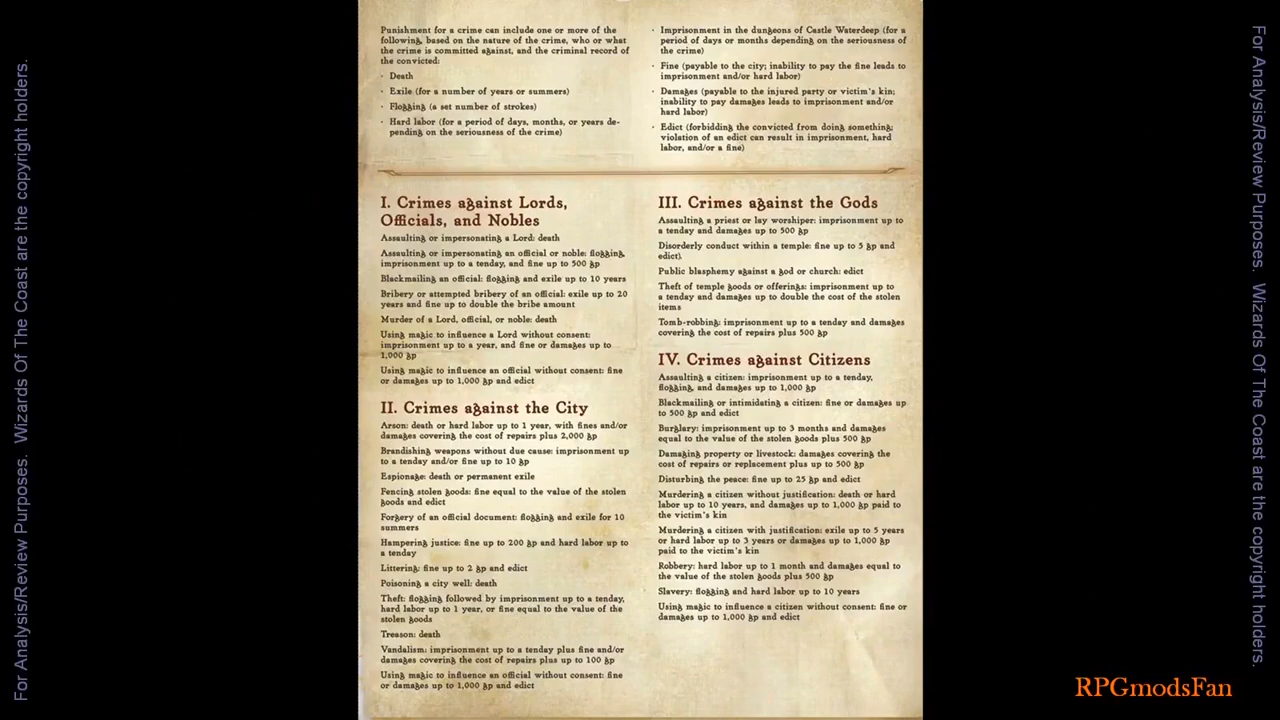 Punishment for a crime can include one or more of the
following, based on the nature of the crime, who or what
the crime is committed against, and the criminal record of
the convicted:
· Death
· Exile (for a number of years or summers)
· Flogging (a set number of strokes)
· Hard labor (for a period of days, months, or years de-
pending on the seriousness of the crime)
· Imprisonment in the dungeons of Castle Waterdeep (for a
period of days or months depending on the seriousness of
the crime)
· Fine (payable to the city; inability to pay the fine leads to
imprisonment and/or hard labor)
· Damages (payable to the injured party or victim's kin;
inability to pay damages leads to imprisonment and/or
hard labor)
· Edict (forbidding the convicted from doing something;
violation of an edict can result in imprisonment, hard
labor, and/or a fine)
I. Crimes against Lords,
Officials, and Nobles
Assaulting or impersonating a Lord: death
Assaulting or impersonating an official or noble: flogging,
imprisonment up to a tenday, and fine up to 500 gp
Blackmailing an official: flogging and exile up to 10 years
Bribery or attempted bribery of an official: exile up to 20
years and fine up to double the bribe amount
Murder of a Lord, official, or noble: death
Using magic to influence a Lord without consent:
imprisonment up to a year, and fine or damages up to
1,000 gp
Using magic to influence an official without consent: fine
or damages up to 1,000 gp and edict
II. Crimes against the City
Arson: death or hard labor up to 1 year, with fines and/or
damages covering the cost of repairs plus 2,000 gp
Brandishing weapons without due cause: imprisonment up
to a tenday and/or fine up to 10 gp
Espionage: death or permanent exile
Fencing stolen goods: fine equal to the value of the stolen
goods and edict
Forgery of an official document: flogging and exile for 10
summers
Hampering justice: fine up to 200 gp and hard labor up to
a tenday
Littering: fine up to 2 gp and edict
Poisoning a city well: death
Theft: flogging followed by imprisonment up to a tenday,
hard labor up to 1 year, or fine equal to the value of the
stolen goods
Treason: death
Vandalism: imprisonment up to a tenday plus fine and/or
damages covering the cost of repairs plus up to 100 gp
Using magic to influence an official without consent: fine
or damages up to 1,000 gp and edict
III. Crimes against the Gods
Assaulting a priest or lay worshiper: imprisonment up to
a tenday and damages up to 500 gp
Disorderly conduct within a temple: fine up to 5 gp and
edict).
Public blasphemy against a god or church: edict
Theft of temple goods or offerings: imprisonment up to
a tenday and damages up to double the cost of the stolen
items
Tomb-robbing: imprisonment up to a tenday and damages
covering the cost of repairs plus 500 gp
IV. Crimes against Citizens
Assaulting a citizen: imprisonment up to a tenday,
flogging, and damages up to 1,000 gp
Blackmailing or intimidating a citizen: fine or damages up
to 500 gp and edict
Burglary: imprisonment up to 3 months and damages
equal to the value of the stolen goods plus 500 gp
Damaging property or livestock: damages covering the
cost of repairs or replacement plus up to 500 gp
Disturbing the peace: fine up to 25 gp and edict
Murdering a citizen without justification: death or hard
labor up to 10 years, and damages up to 1,000 gp paid to
the victim's kin
Murdering a citizen with justification: exile up to 5 years
or hard labor up to 3 years or damages up to 1,000 gp
paid to the victim's kin
Robbery: hard labor up to 1 month and damages equal to
the value of the stolen goods plus 500 gp
Slavery: flogging and hard labor up to 10 years
Using magic to influence a citizen without consent: fine or
damages up to 1,000 gp and edict
For Analysis/Review Purposes. Wizards Of The Coast are the copyright holders.
For Analysis/Review Purposes. Wizards Of The Coast are the copyright holders.
RPGmodsFan